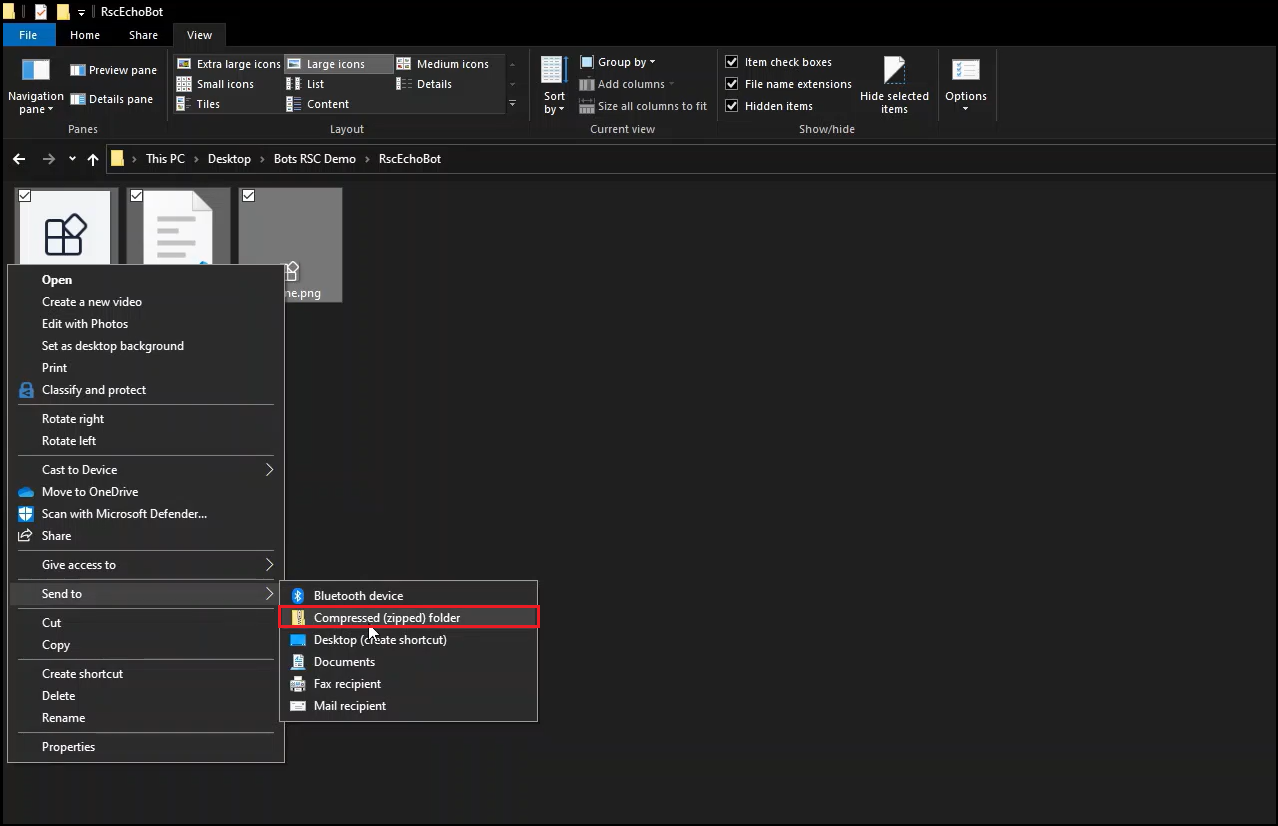 RscEchoBot
File Home Share View
Navigation pane
Preview pane
Details pane
Panes
Extra large icons Large icons Medium icons
Small icons List Details
Tiles Content
Layout
Sort by
Group by
Add columns
Size all columns to fit
Current view
Item check boxes
File name extensions
Hidden items
Hide selected items
Show/hide
Options
This PC > Desktop > Bots RSC Demo > RscEchoBot
ne.png
Open
Create a new video
Edit with Photos
Set as desktop background
Print
Classify and protect
Rotate right
Rotate left
Cast to Device
Move to OneDrive
Scan with Microsoft Defender...
Share
Give access to
Send to
Cut
Copy
Create shortcut
Delete
Rename
Properties
Bluetooth device
Compressed (zipped) folder
Desktop (create shortcut)
Documents
Fax recipient
Mail recipient